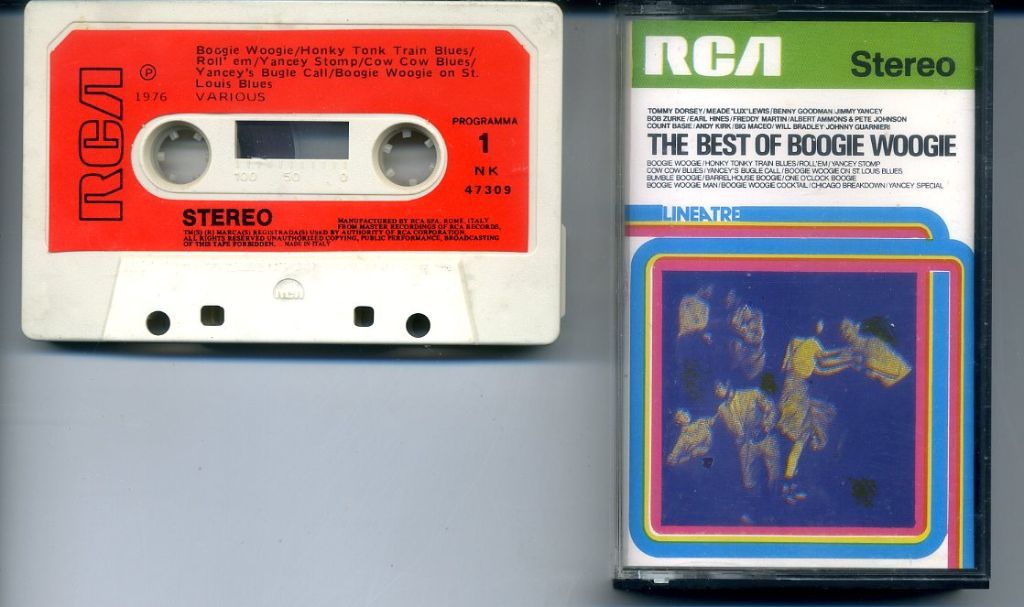 RCA
℗
1976
Boogie Woogie/Honky Tonk Train Blues/
Roll' em/Yancey Stomp/Cow Cow Blues/
Yancey's Bugle Call/Boogie Woogie on St.
Louis Blues
VARIOUS
PROGRAMMA
1
NK
47309
100 50 0
STEREO
MANUFACTURED BY RCA SPA, ROME, ITALY
FROM MASTER RECORDINGS OF RCA RECORDS,
TM(S) (R) MARCA(S) REGISTRADA(S) USED BY AUTHORITY OF RCA CORPORATION.
ALL RIGHTS RESERVED UNAUTHORIZED COPYING, PUBLIC PERFORMANCE, BROADCASTING
OF THIS TAPE FORBIDDEN. MADE IN ITALY
RCA
RCA Stereo
TOMMY DORSEY/MEADE "LUX" LEWIS/BENNY GOODMAN/JIMMY YANCEY
BOB ZURKE/EARL HINES/FREDDY MARTIN/ALBERT AMMONS & PETE JOHNSON
COUNT BASIE/ANDY KIRK/BIG MACEO/WILL BRADLEY JOHNNY GUARNIERI
THE BEST OF BOOGIE WOOGIE
BOOGIE WOOGIE/HONKY TONKY TRAIN BLUES/ROLL'EM/YANCEY STOMP
COW COW BLUES/YANCEY'S BUGLE CALL/BOOGIE WOOGIE ON ST. LOUIS BLUES
BUMBLE BOOGIE/BARRELHOUSE BOOGIE/ONE O'CLOCK BOOGIE
BOOGIE WOOGIE MAN/BOOGIE WOOGIE COCKTAIL/CHICAGO BREAKDOWN/YANCEY SPECIAL
LINEATRE